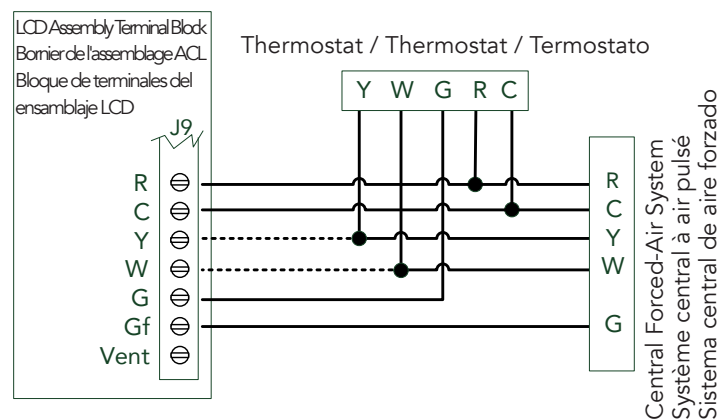 LCD Assembly Terminal Block
Bornier de l'assemblage ACL
Bloque de terminales del
ensamblaje LCD
J9
R
C
Y
W
G
Gf
Vent
Thermostat / Thermostat / Termostato
Y W G R C
R
C
Y
W
G
Central Forced-Air System
Système central à air pulsé
Sistema central de aire forzado